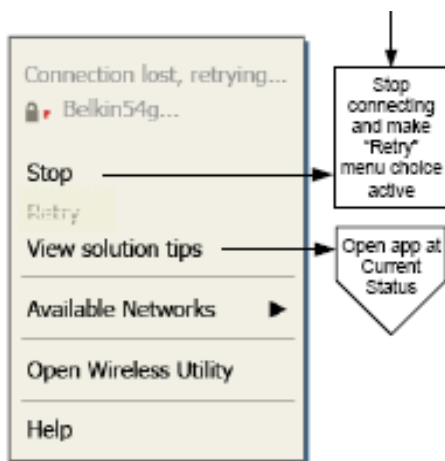 Connection lost, retrying...
Belkin54g...
Stop
Retry
View solution tips
Available Networks
Open Wireless Utility
Help
Stop
connecting
and make
"Retry"
menu choice
active
Open app at
Current
Status